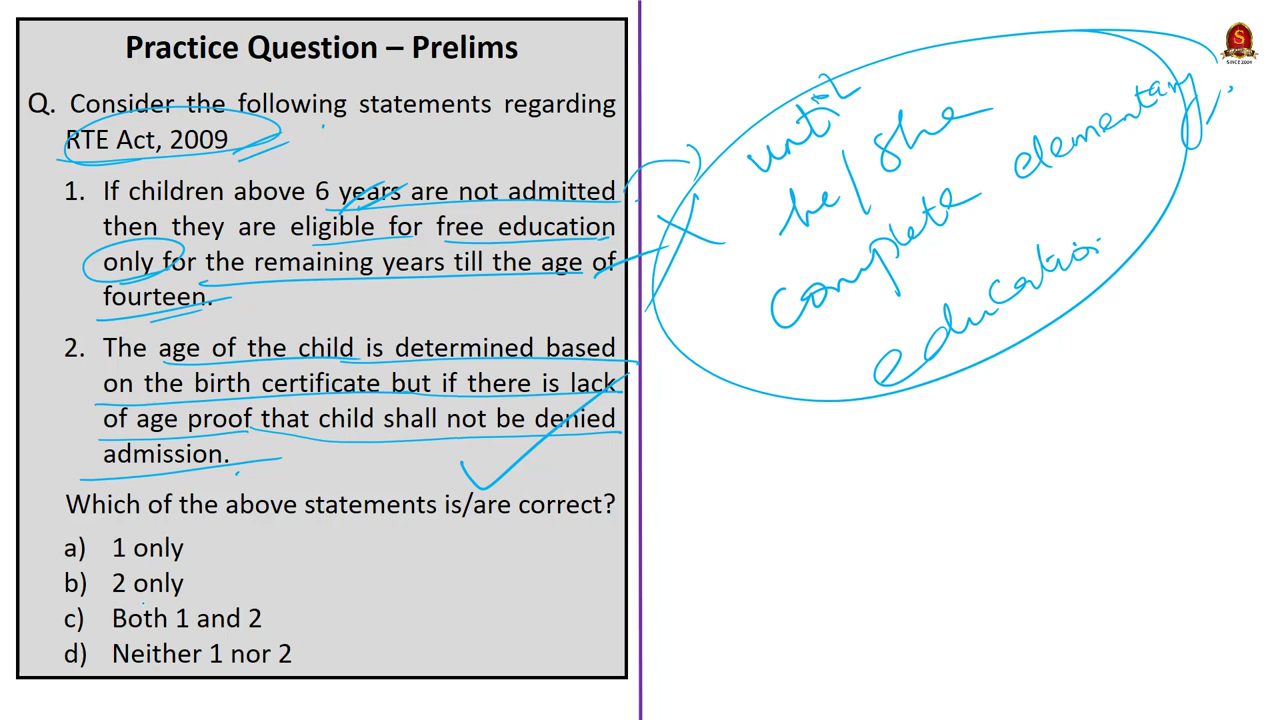 Practice Question – Prelims
Q. Consider the following statements regarding
RTE Act, 2009
1. If children above 6 years are not admitted
then they are eligible for free education
only for the remaining years till the age of
fourteen.
2. The age of the child is determined based
on the birth certificate but if there is lack
of age proof that child shall not be denied
admission.
Which of the above statements is/are correct?
a) 1 only
b) 2 only
c) Both 1 and 2
d) Neither 1 nor 2
until
he/she
complete elementary
education
S
SINCE 2004